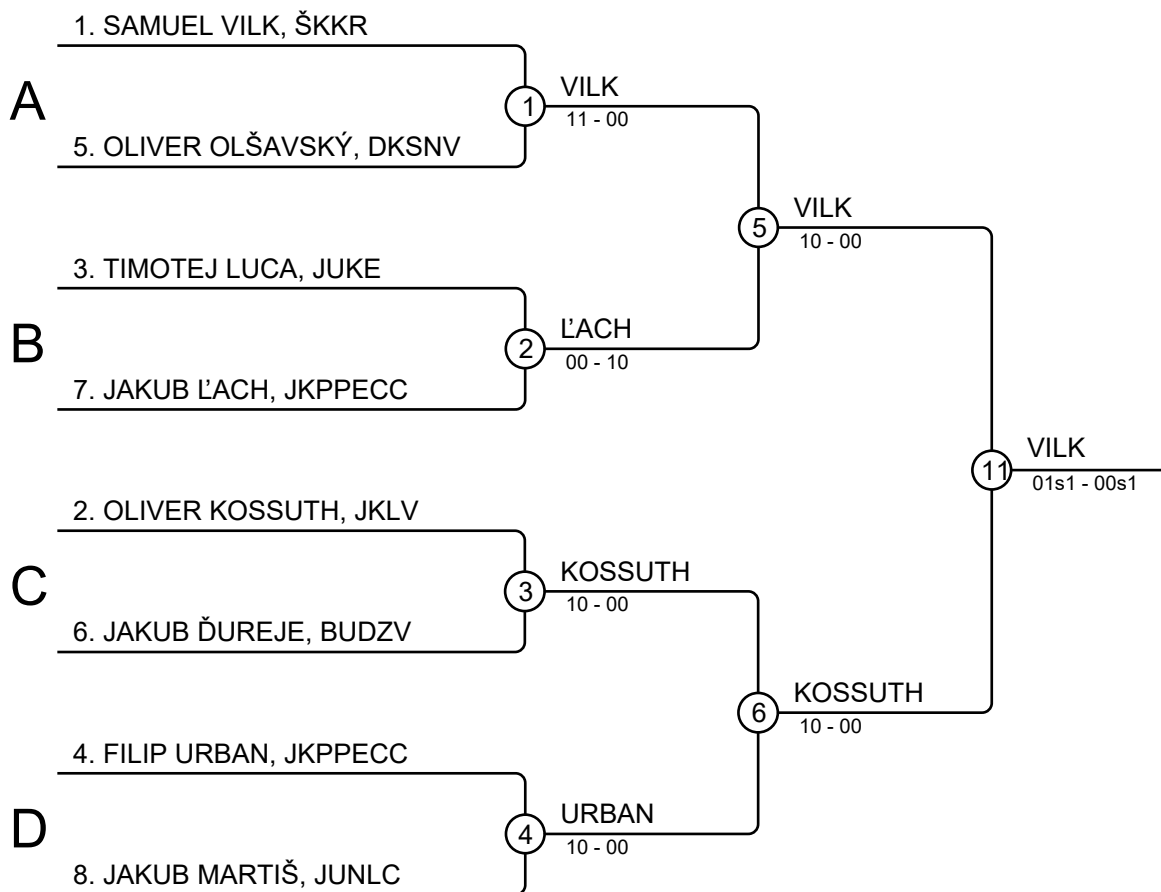 1. SAMUEL VILK, ŠKKR
A
1
VILK
11 - 00
5. OLIVER OLŠAVSKÝ, DKSNV
5
VILK
10 - 00
3. TIMOTEJ LUCA, JUKE
B
2
ĽACH
00 - 10
7. JAKUB ĽACH, JKPPECC
11
VILK
01s1 - 00s1
2. OLIVER KOSSUTH, JKLV
C
3
KOSSUTH
10 - 00
6. JAKUB ĎUREJE, BUDZV
6
KOSSUTH
10 - 00
4. FILIP URBAN, JKPPECC
D
4
URBAN
10 - 00
8. JAKUB MARTIŠ, JUNLC